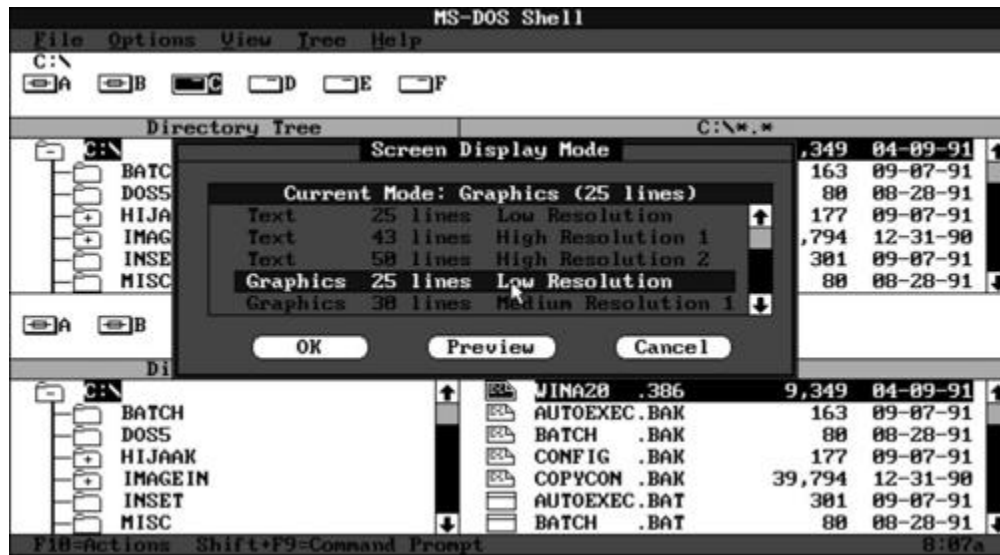 MS-DOS Shell
File Options View Tree Help
C:\
A B C D E F
Directory Tree C:\*.*
C:\ ,349 04-09-91
BATC 163 09-07-91
DOS5 80 08-28-91
HIJA 177 09-07-91
IMAG ,794 12-31-90
INSE 301 09-07-91
MISC 80 08-28-91
Screen Display Mode
Current Mode: Graphics (25 lines)
Text 25 lines Low Resolution
Text 43 lines High Resolution 1
Text 50 lines High Resolution 2
Graphics 25 lines Low Resolution
Graphics 30 lines Medium Resolution 1
OK Preview Cancel
A B
Di
C:\ WINA20 .386 9,349 04-09-91
BATCH AUTOEXEC.BAK 163 09-07-91
DOS5 BATCH .BAK 80 08-28-91
HIJAAK CONFIG .BAK 177 09-07-91
IMAGEIN COPYCON .BAK 39,794 12-31-90
INSET AUTOEXEC.BAT 301 09-07-91
MISC BATCH .BAT 80 08-28-91
F10=Actions Shift+F9=Command Prompt 8:07a